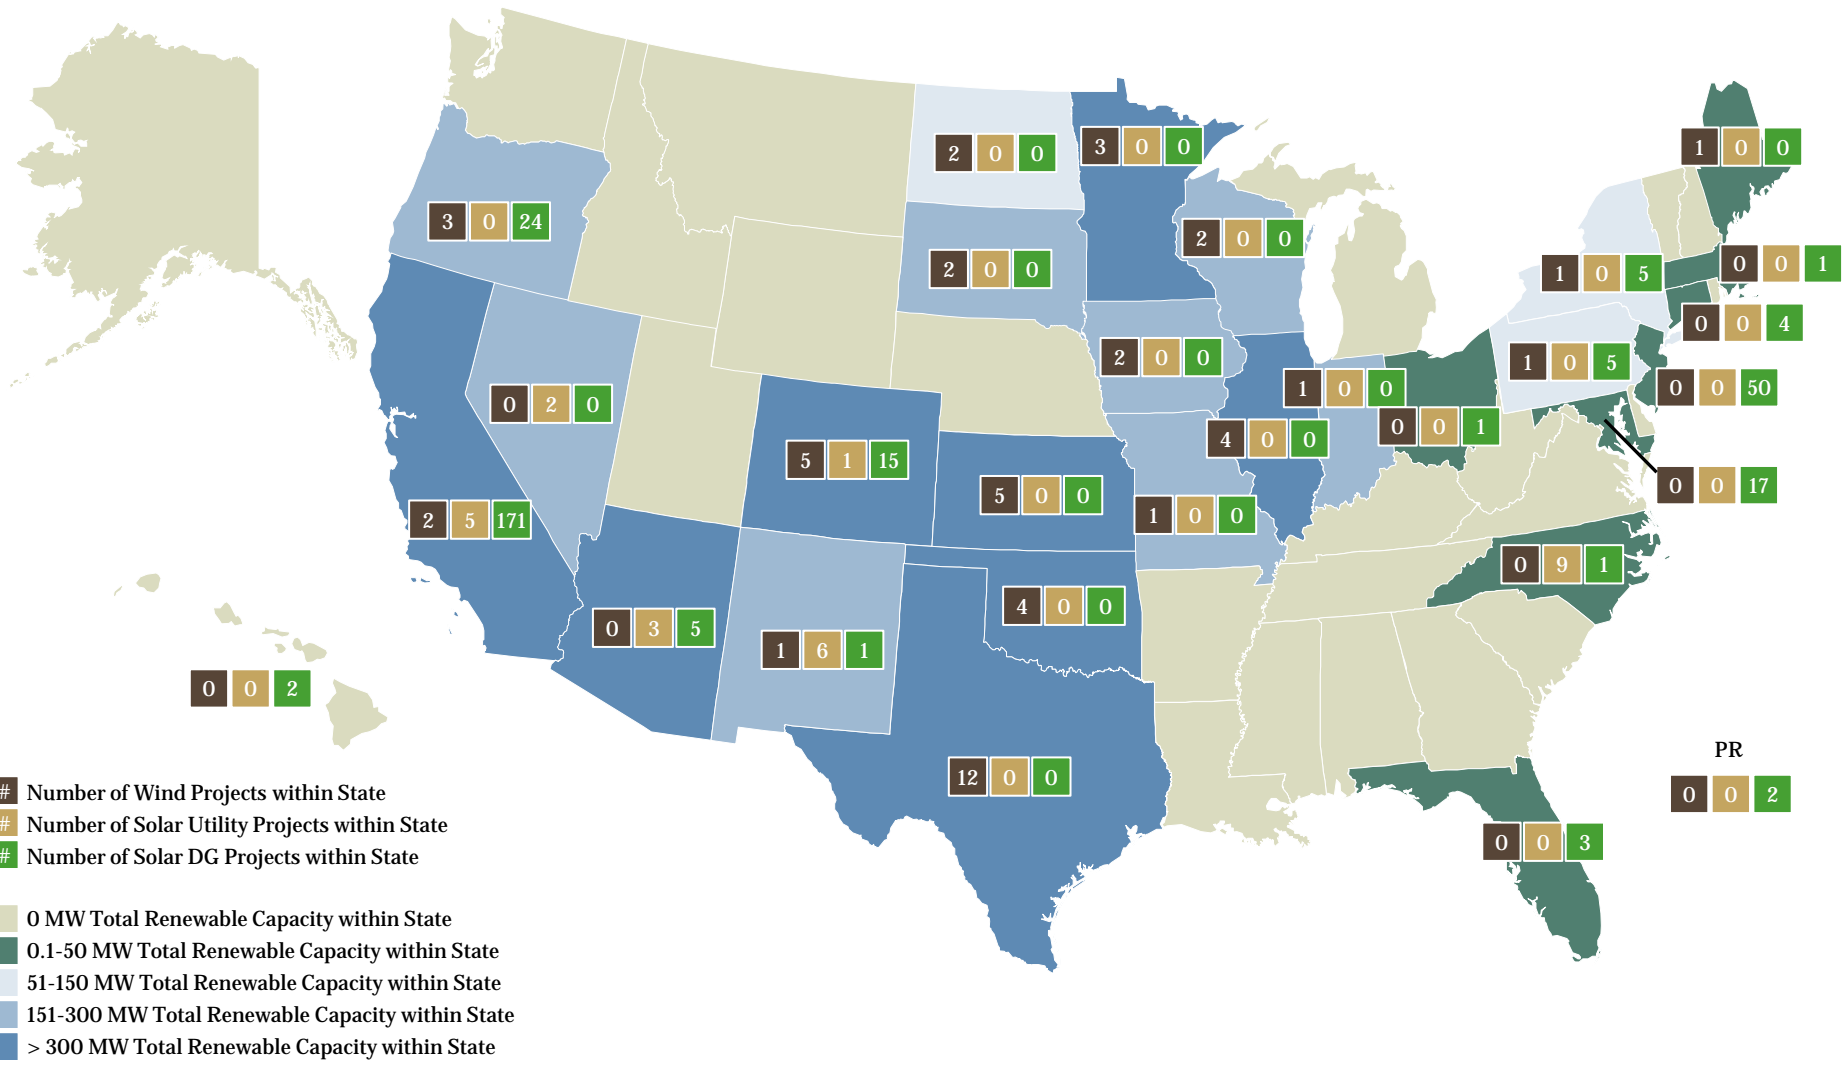 2 0 0
3 0 0
1 0 0
3 0 24
2 0 0
2 0 0
1 0 5
0 0 1
0 0 4
2 0 0
1 0 0
1 0 5
0 0 50
0 2 0
4 0 0
0 0 1
5 1 15
5 0 0
0 0 17
2 5 171
1 0 0
0 9 1
0 3 5
1 6 1
4 0 0
0 0 2
12 0 0
PR
0 0 2
0 0 3
# Number of Wind Projects within State
# Number of Solar Utility Projects within State
# Number of Solar DG Projects within State
0 MW Total Renewable Capacity within State
0.1-50 MW Total Renewable Capacity within State
51-150 MW Total Renewable Capacity within State
151-300 MW Total Renewable Capacity within State
> 300 MW Total Renewable Capacity within State